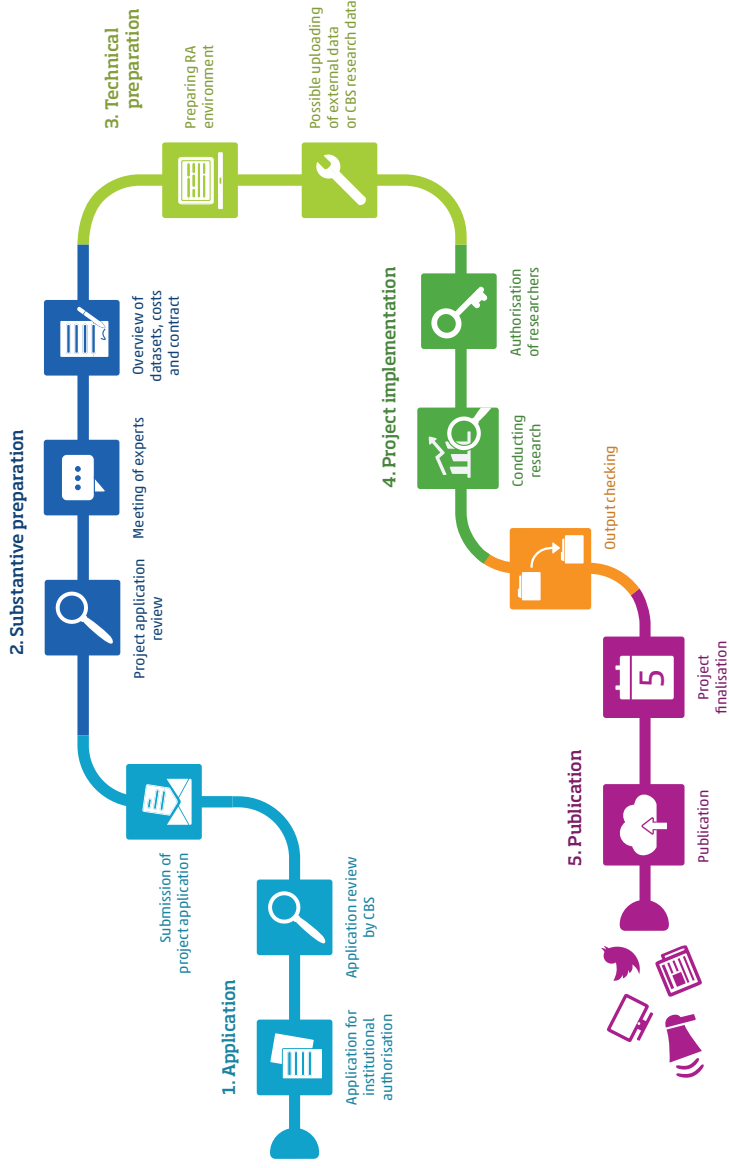 1. Application
Application for
institutional
authorisation
Application review
by CBS
Submission of
project application
2. Substantive preparation
Project application
review
Meeting of experts
Overview of
datasets, costs
and contract
3. Technical
preparation
Preparing RA
environment
Possible uploading
of external data
or CBS research data
4. Project implementation
Authorisation
of researchers
Conducting
research
Output checking
5. Publication
5
Project
finalisation
Publication